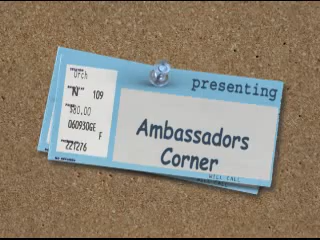 Orch
"N" 109
$80.00
060930GE
F
221276
presenting
Ambassadors
Corner
WILL CALL